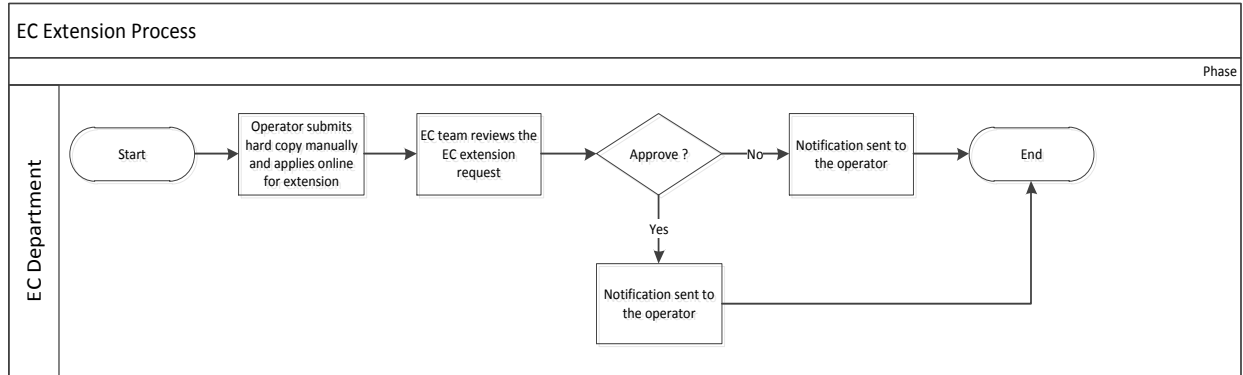 EC Extension Process
Phase
EC Department
Start
Operator submits
hard copy manually
and applies online
for extension
EC team reviews the
EC extension
request
Approve ?
No
Notification sent to
the operator
End
Yes
Notification sent to
the operator